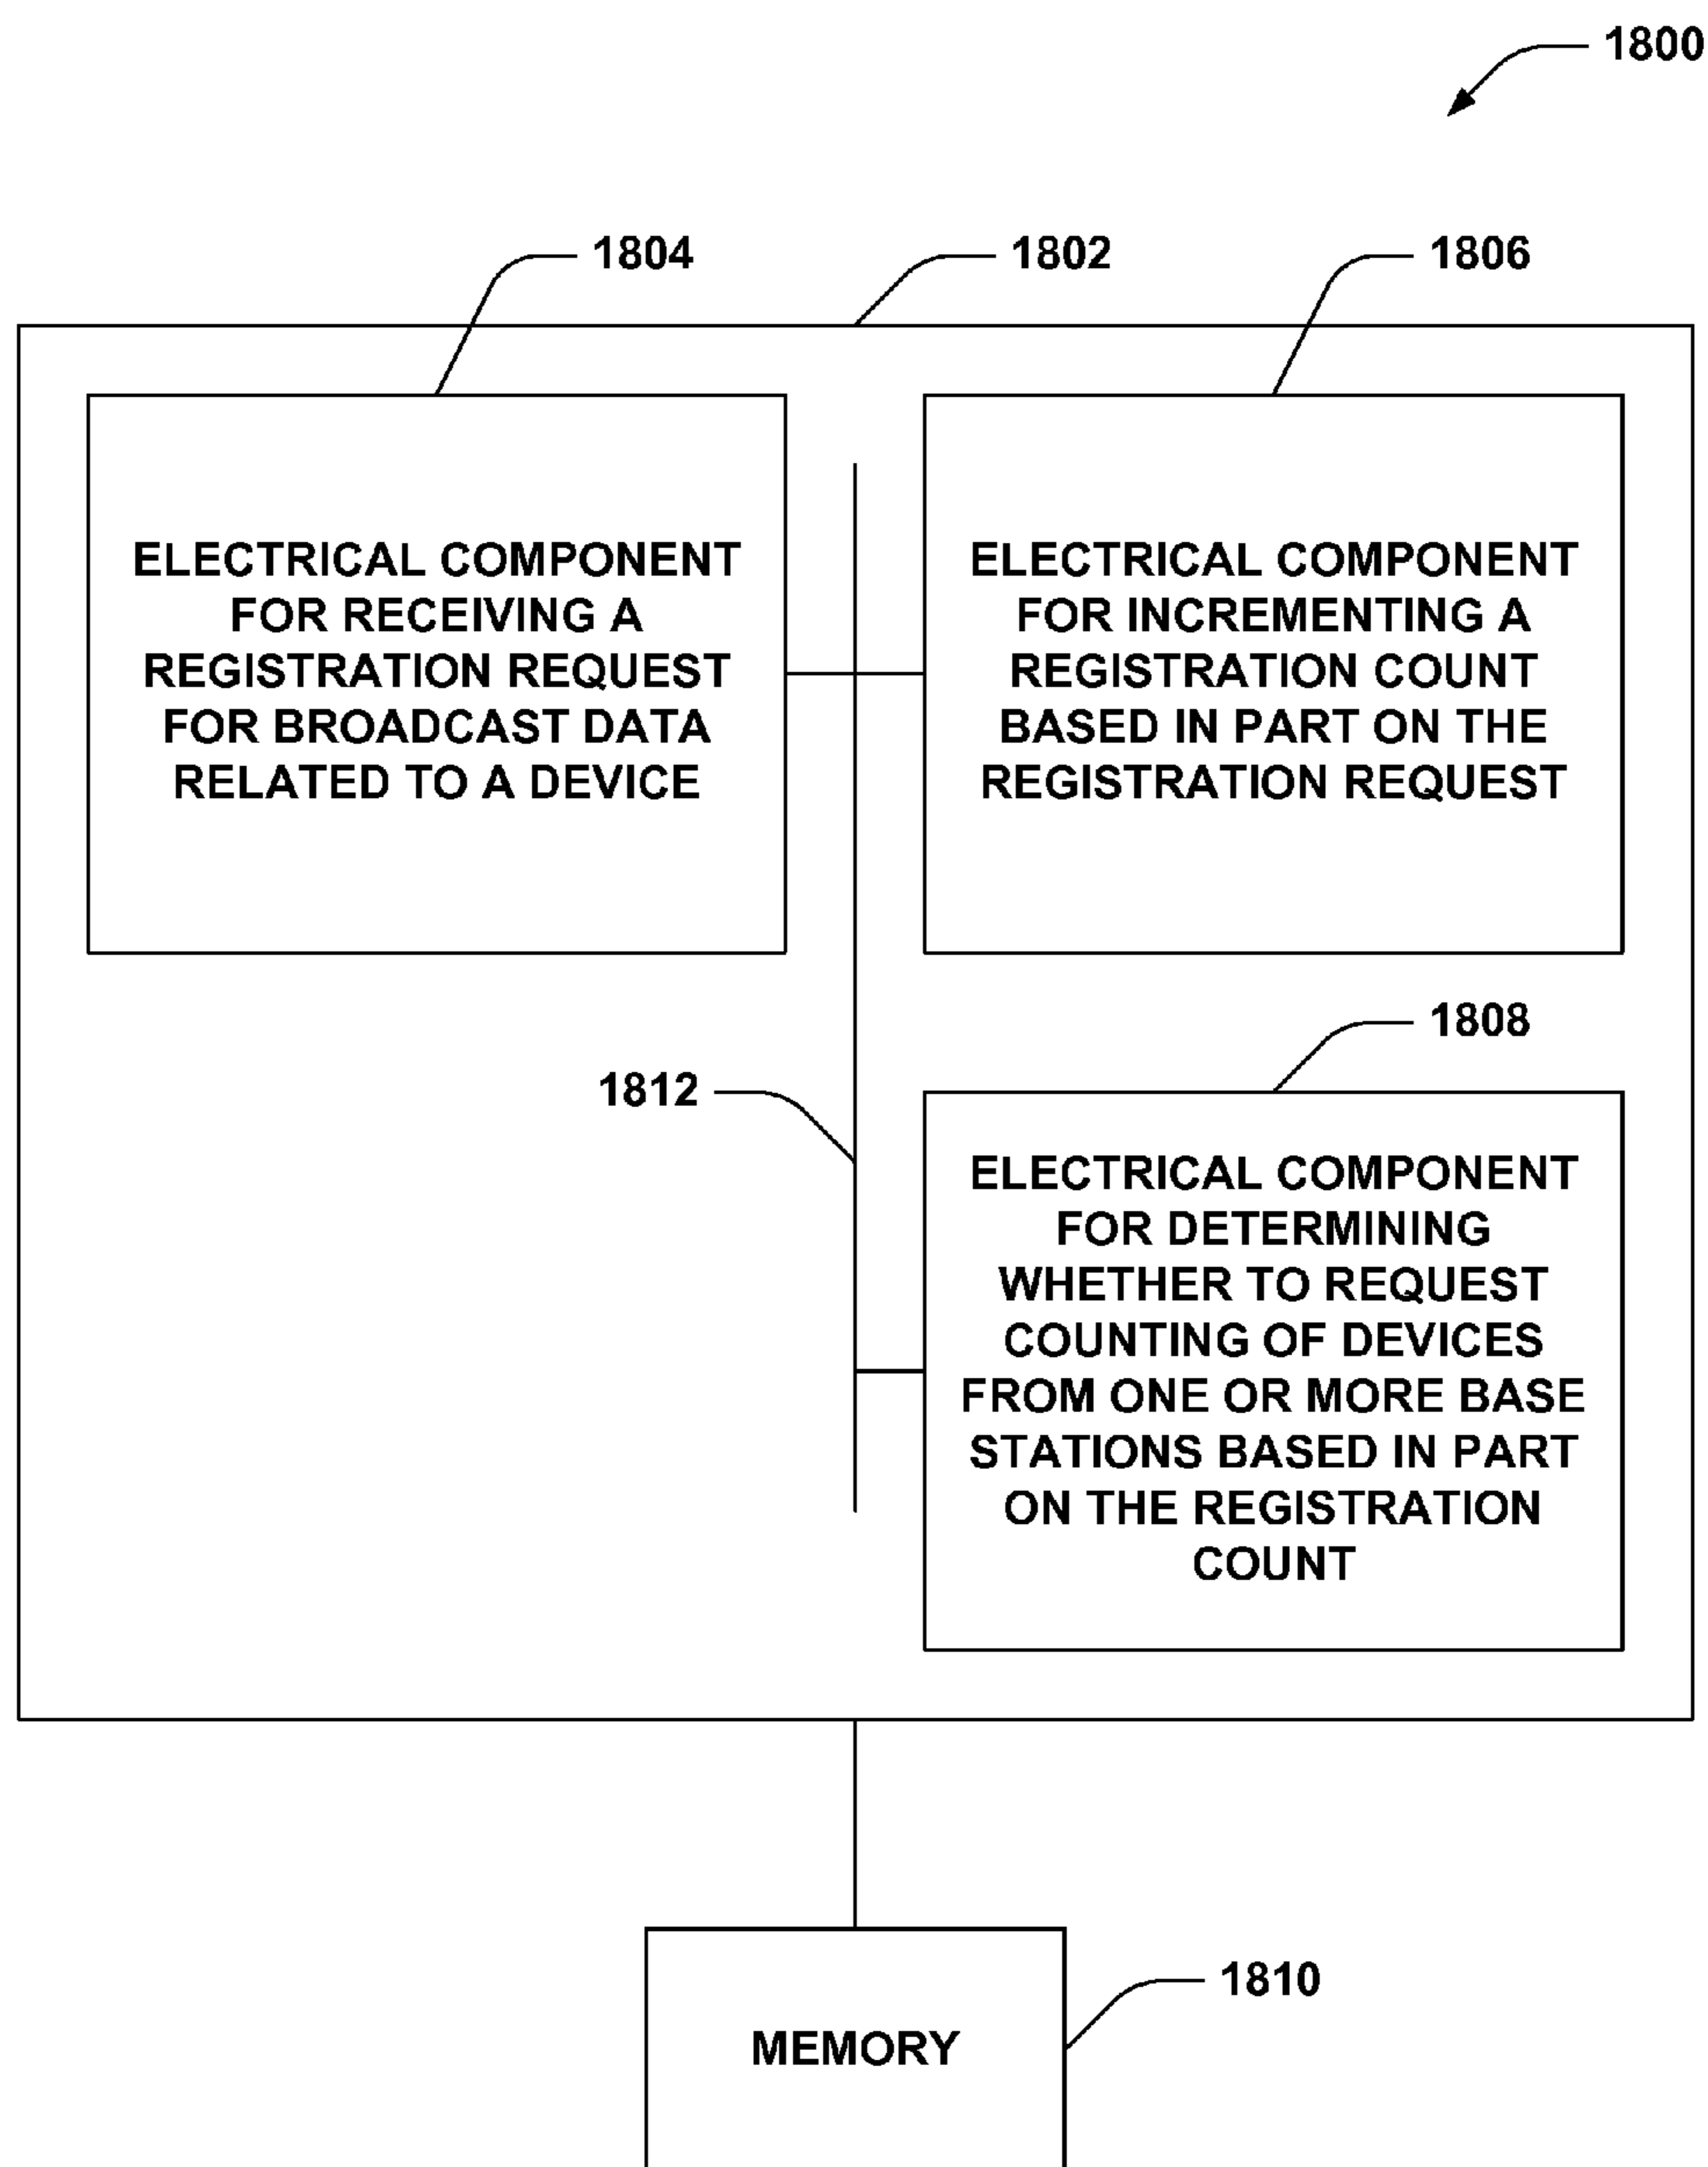 1800
1804
1802
1806
ELECTRICAL COMPONENT
FOR RECEIVING A
REGISTRATION REQUEST
FOR BROADCAST DATA
RELATED TO A DEVICE
ELECTRICAL COMPONENT
FOR INCREMENTING A
REGISTRATION COUNT
BASED IN PART ON THE
REGISTRATION REQUEST
1808
1812
ELECTRICAL COMPONENT
FOR DETERMINING
WHETHER TO REQUEST
COUNTING OF DEVICES
FROM ONE OR MORE BASE
STATIONS BASED IN PART
ON THE REGISTRATION
COUNT
1810
MEMORY